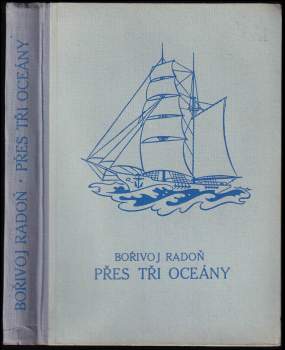 BOŘIVOJ RADOŇ · PŘES TŘI OCEÁNY
BOŘIVOJ RADOŇ
PŘES TŘI OCEÁNY